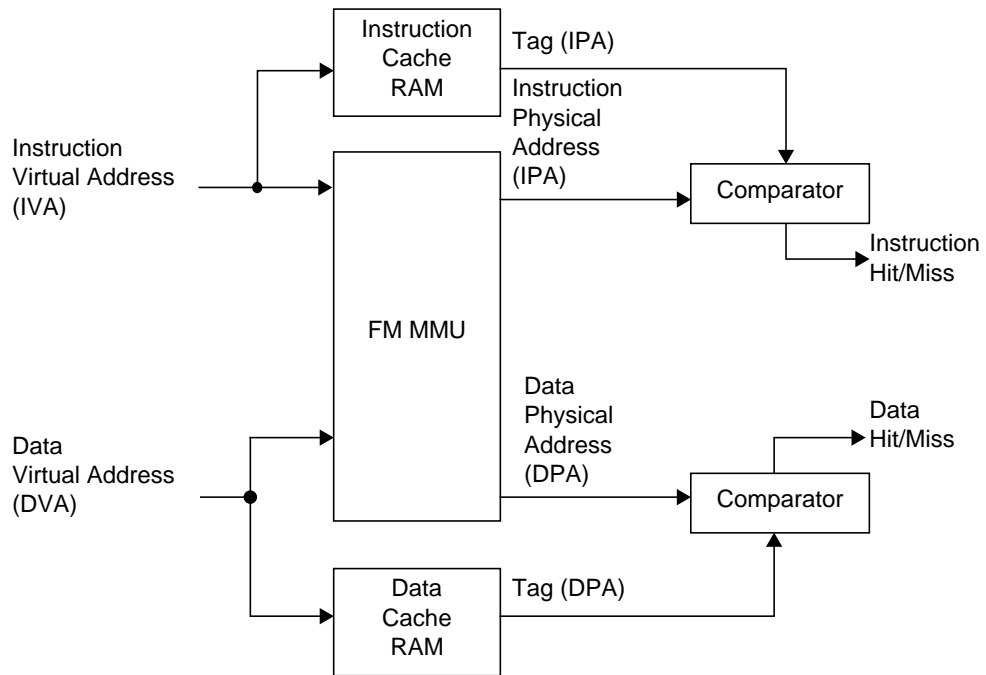 Instruction
Cache
RAM
Tag (IPA)
Instruction
Physical
Address
(IPA)
Instruction
Virtual Address
(IVA)
Comparator
Instruction
Hit/Miss
FM MMU
Data
Physical
Address
(DPA)
Data
Hit/Miss
Data
Virtual Address
(DVA)
Comparator
Data
Cache
RAM
Tag (DPA)